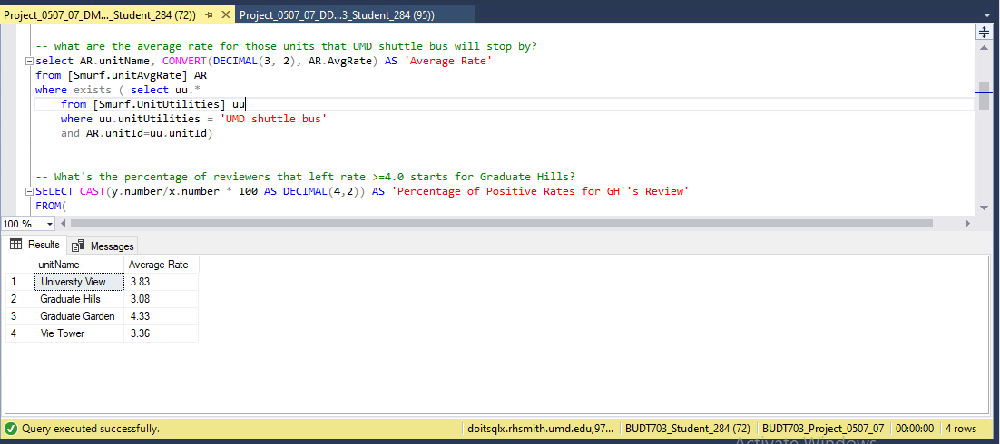 Project_0507_07_DM..._Student_284 (72)) Project_0507_07_DD...3_Student_284 (95))
-- what are the average rate for those units that UMD shuttle bus will stop by?
select AR.unitName, CONVERT(DECIMAL(3, 2), AR.AvgRate) AS 'Average Rate'
from [Smurf.unitAvgRate] AR
where exists ( select uu.*
from [Smurf.UnitUtilities] uu
where uu.unitUtilities = 'UMD shuttle bus'
and AR.unitId=uu.unitId)
-- What's the percentage of reviewers that left rate >=4.0 starts for Graduate Hills?
SELECT CAST(y.number/x.number * 100 AS DECIMAL(4,2)) AS 'Percentage of Positive Rates for GH''s Review'
FROM(
100 %
Results Messages
unitName Average Rate
1 University View 3.83
2 Graduate Hills 3.08
3 Graduate Garden 4.33
4 Vie Tower 3.36
Query executed successfully. doitsqlx.rhsmith.umd.edu,97... BUDT703_Student_284 (72) BUDT703_Project_0507_07 00:00:00 4 rows
Activate Windows